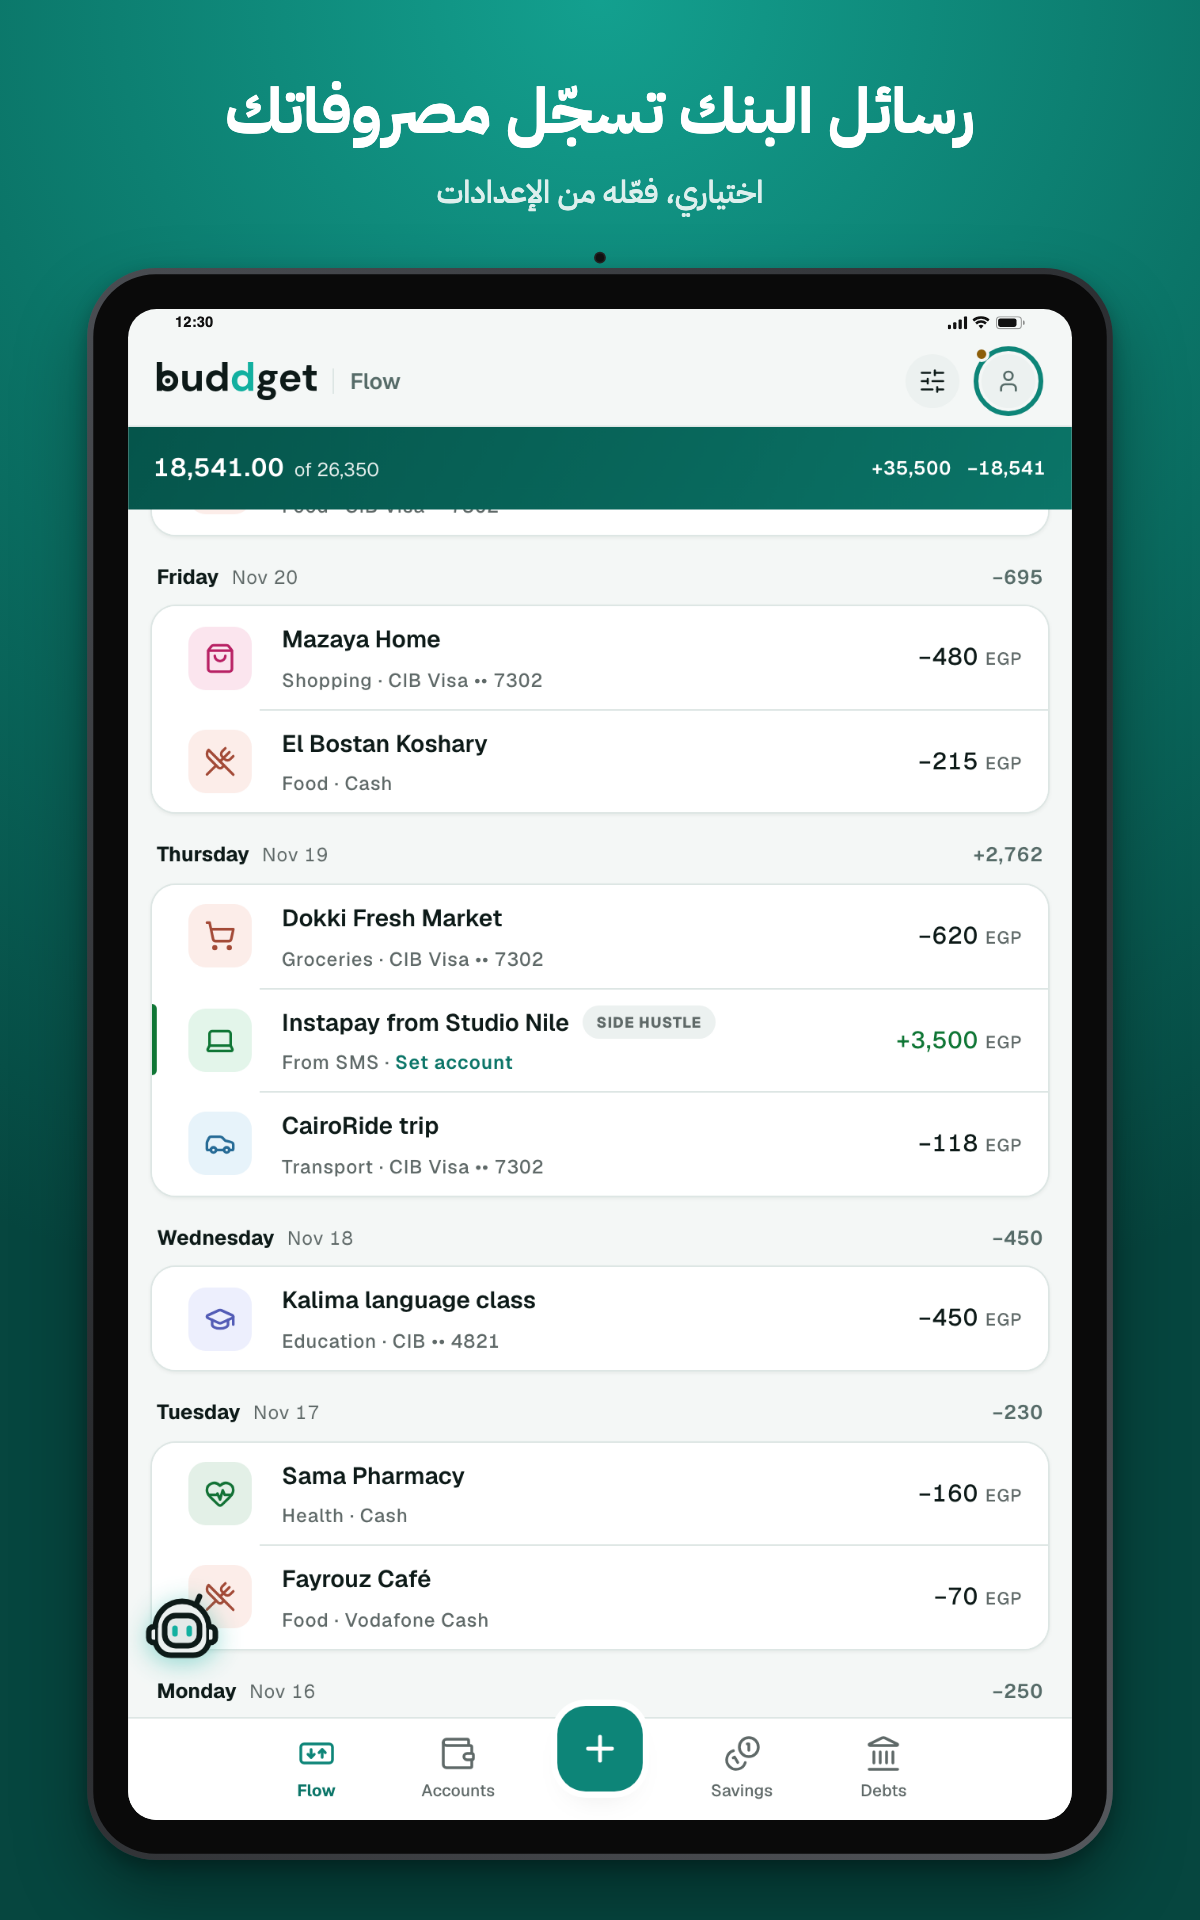 رسائل البنك تسجّل مصروفاتك
اختياري، فعّله من الإعدادات
12:30
buddget Flow
18,541.00 of 26,350 +35,500 −18,541
Friday Nov 20 −695
Mazaya Home
Shopping · CIB Visa •• 7302
−480 EGP
El Bostan Koshary
Food · Cash
−215 EGP
Thursday Nov 19 +2,762
Dokki Fresh Market
Groceries · CIB Visa •• 7302
−620 EGP
Instapay from Studio Nile SIDE HUSTLE
From SMS · Set account
+3,500 EGP
CairoRide trip
Transport · CIB Visa •• 7302
−118 EGP
Wednesday Nov 18 −450
Kalima language class
Education · CIB •• 4821
−450 EGP
Tuesday Nov 17 −230
Sama Pharmacy
Health · Cash
−160 EGP
Fayrouz Café
Food · Vodafone Cash
−70 EGP
Monday Nov 16 −250
Flow Accounts Savings Debts